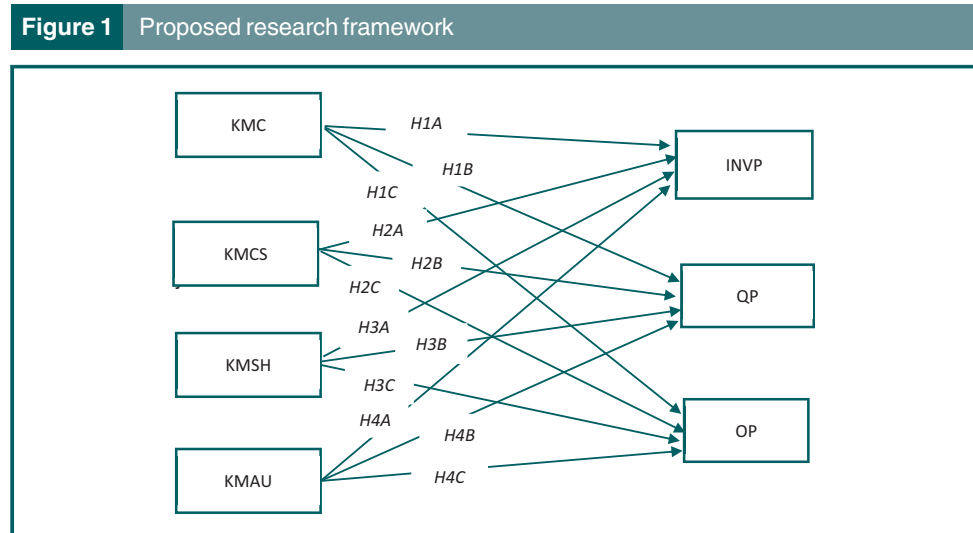 Figure 1 Proposed research framework
KMC
H1A
INVP
H1B
H1C
KMCS
H2A
H2B
QP
H2C
KMSH
H3A
H3B
H3C
OP
KMAU
H4A
H4B
H4C